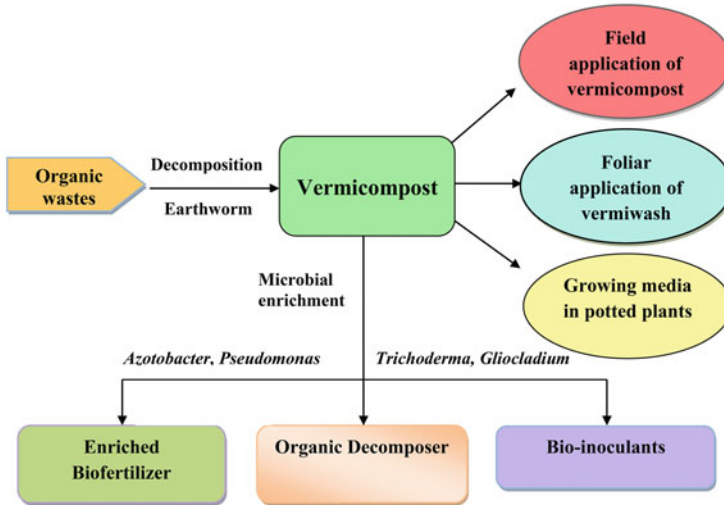 Field
application of
vermicompost
Decomposition
Organic
wastes
Earthworm
Vermicompost
Foliar
application of
vermiwash
Growing media
in potted plants
Microbial
enrichment
Azotobacter, Pseudomonas
Trichoderma, Gliocladium
Enriched
Biofertilizer
Organic Decomposer
Bio-inoculants